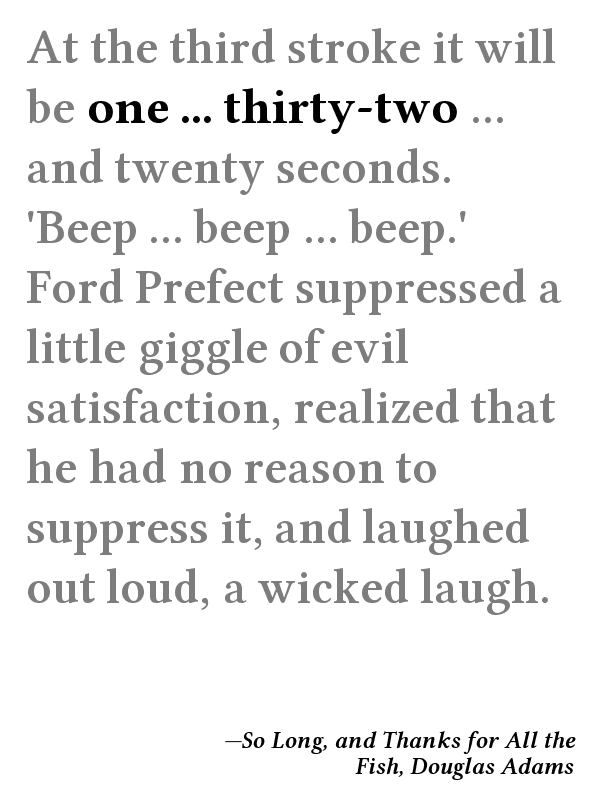 At the third stroke it will
be one ... thirty-two ...
and twenty seconds.
'Beep ... beep ... beep.'
Ford Prefect suppressed a
little giggle of evil
satisfaction, realized that
he had no reason to
suppress it, and laughed
out loud, a wicked laugh.
—So Long, and Thanks for All the
Fish, Douglas Adams